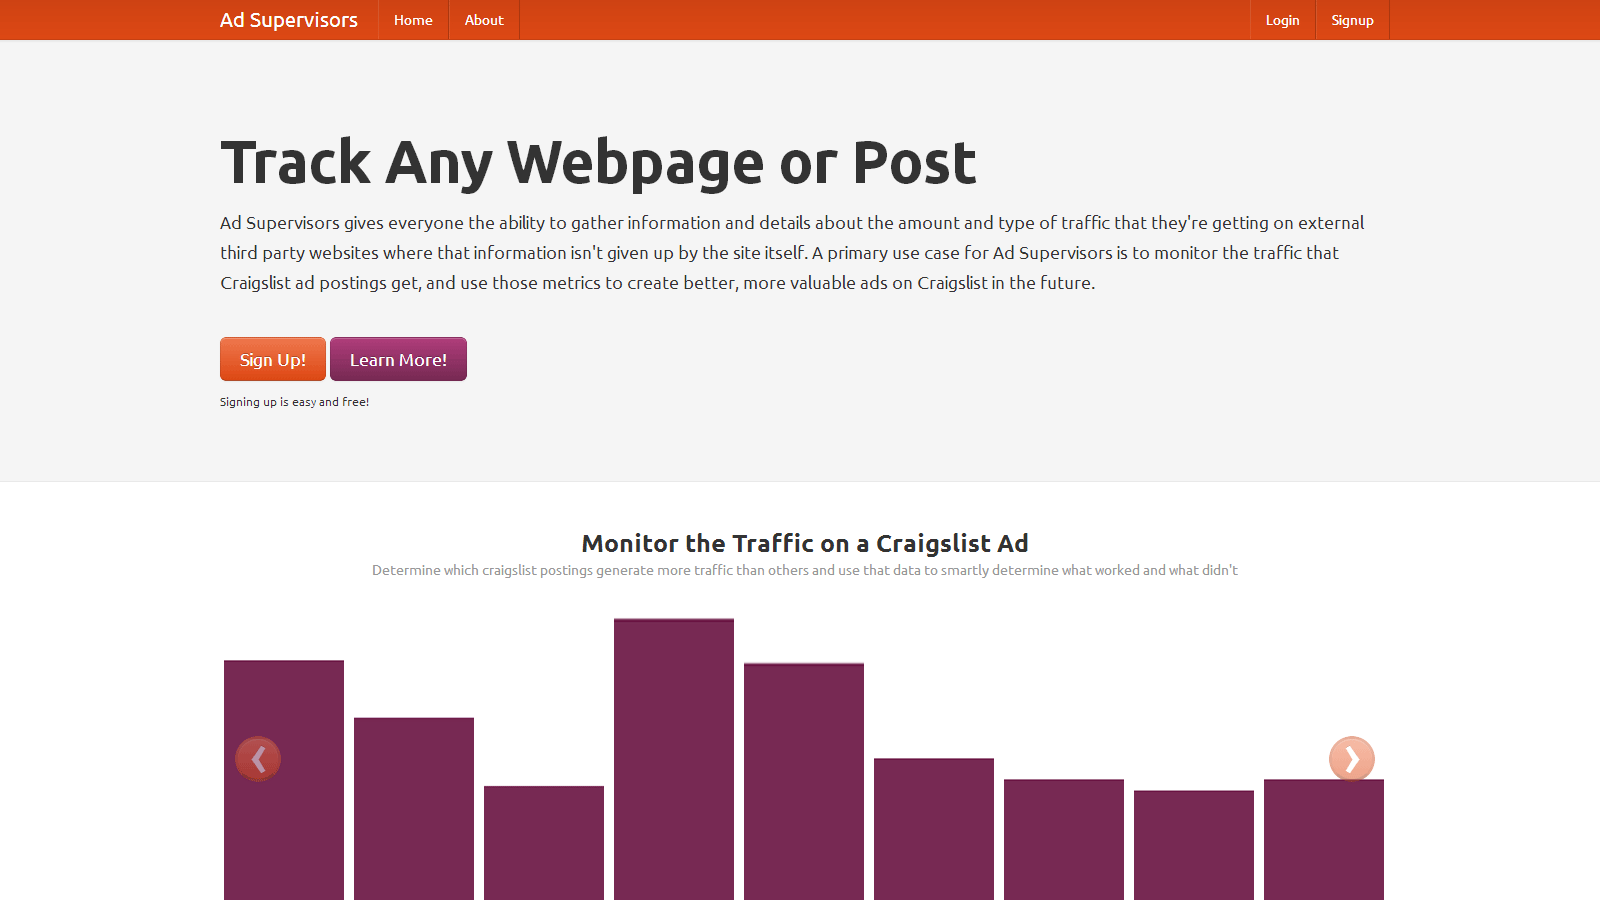 Ad Supervisors Home About Login Signup
Track Any Webpage or Post
Ad Supervisors gives everyone the ability to gather information and details about the amount and type of traffic that they're getting on external
third party websites where that information isn't given up by the site itself. A primary use case for Ad Supervisors is to monitor the traffic that
Craigslist ad postings get, and use those metrics to create better, more valuable ads on Craigslist in the future.
Sign Up! Learn More!
Signing up is easy and free!
Monitor the Traffic on a Craigslist Ad
Determine which craigslist postings generate more traffic than others and use that data to smartly determine what worked and what didn't